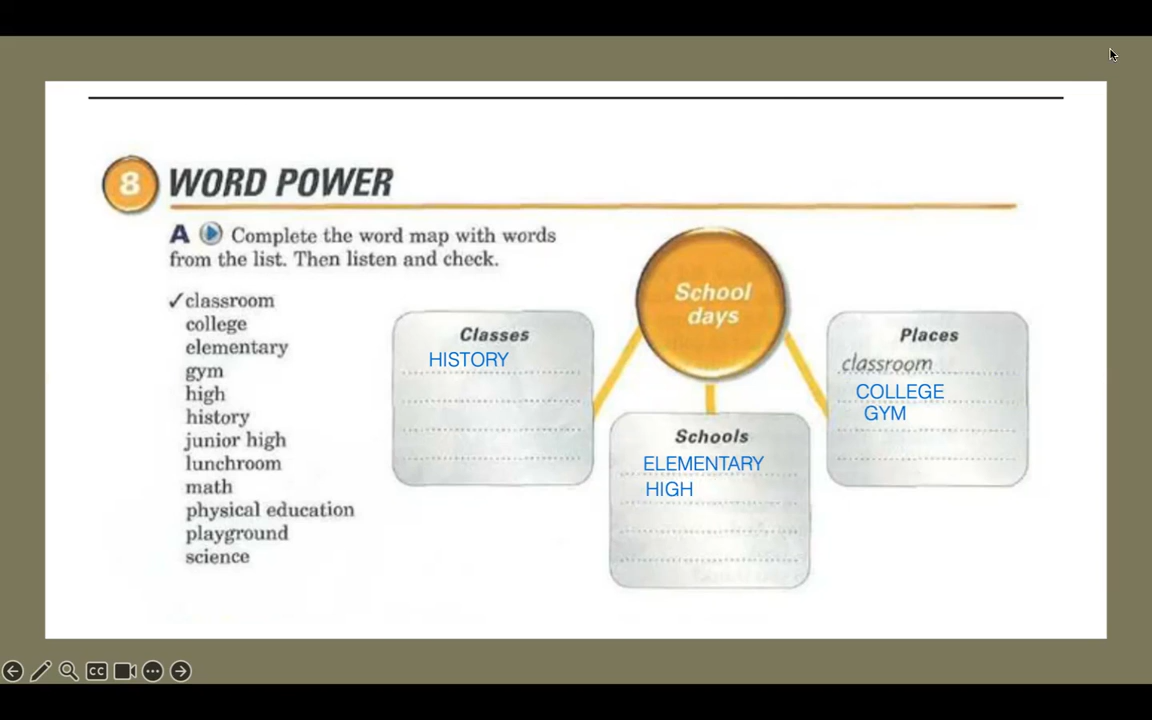 8 WORD POWER
A Complete the word map with words
from the list. Then listen and check.
✓ classroom
college
elementary
gym
high
history
junior high
lunchroom
math
physical education
playground
science
School
days
Classes
HISTORY
Schools
ELEMENTARY
HIGH
Places
classroom
COLLEGE
GYM
CC